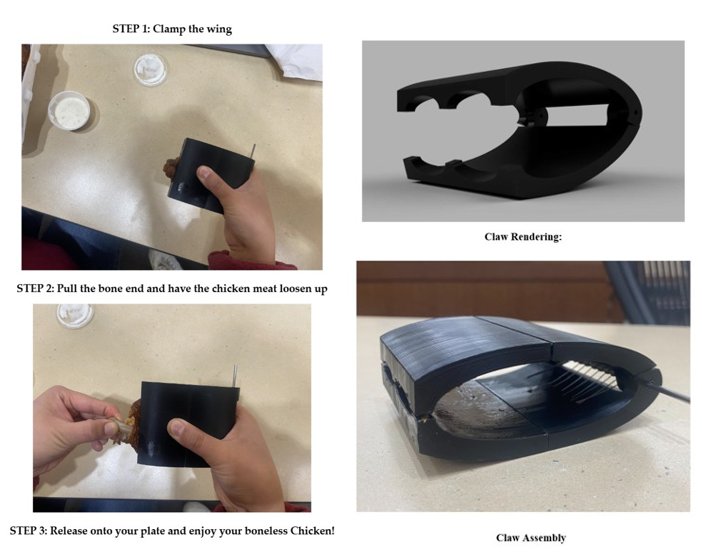 STEP 1: Clamp the wing
STEP 2: Pull the bone end and have the chicken meat loosen up
STEP 3: Release onto your plate and enjoy your boneless Chicken!
Claw Rendering:
Claw Assembly